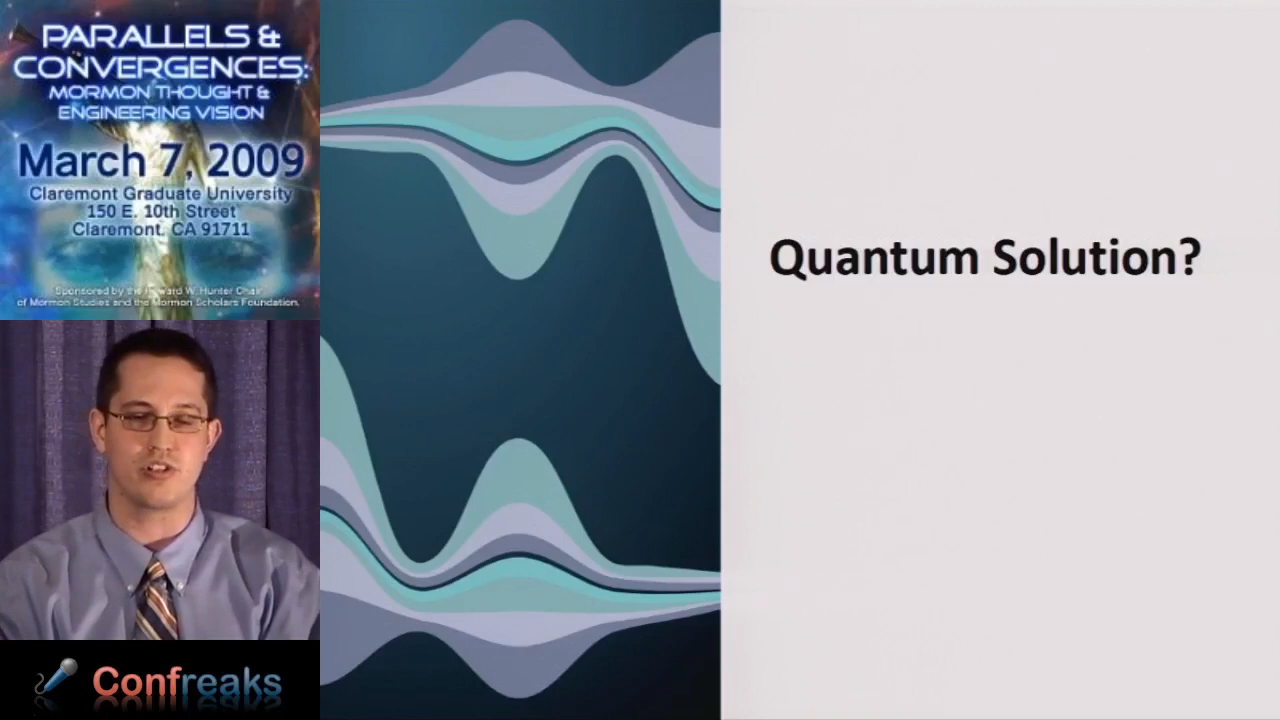 PARALLELS &
CONVERGENCES:
MORMON THOUGHT &
ENGINEERING VISION
March 7, 2009
Claremont Graduate University
150 E. 10th Street
Claremont, CA 91711
Sponsored by the Howard W. Hunter Chair
of Mormon Studies and the Mormon Scholars Foundation.
Confreaks
Quantum Solution?